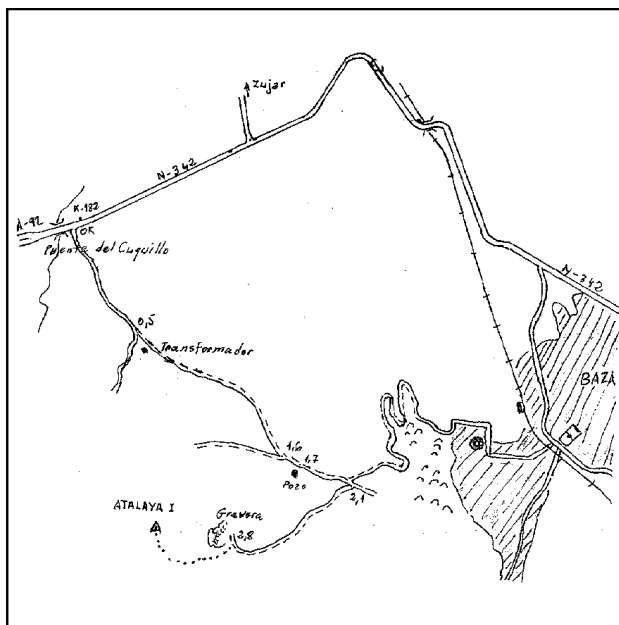 Zujar
N-342
K.182
A-92
OK
Puente del Cuquillo
N-342
0,5
Transformador
BAZA
1,6
1,7
Pozo
2,1
ATALAYA I
Gravera
2,8